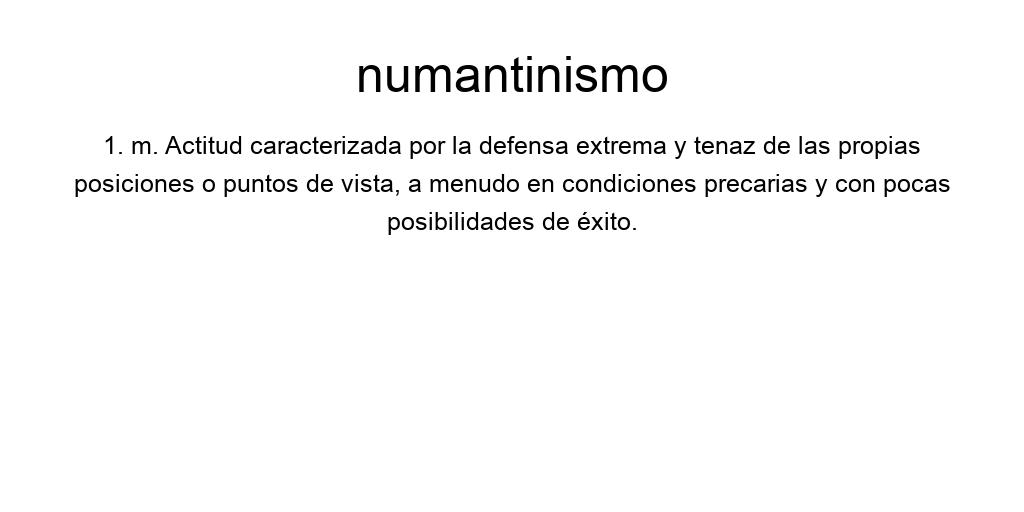 numantinismo
1. m. Actitud caracterizada por la defensa extrema y tenaz de las propias
posiciones o puntos de vista, a menudo en condiciones precarias y con pocas
posibilidades de éxito.